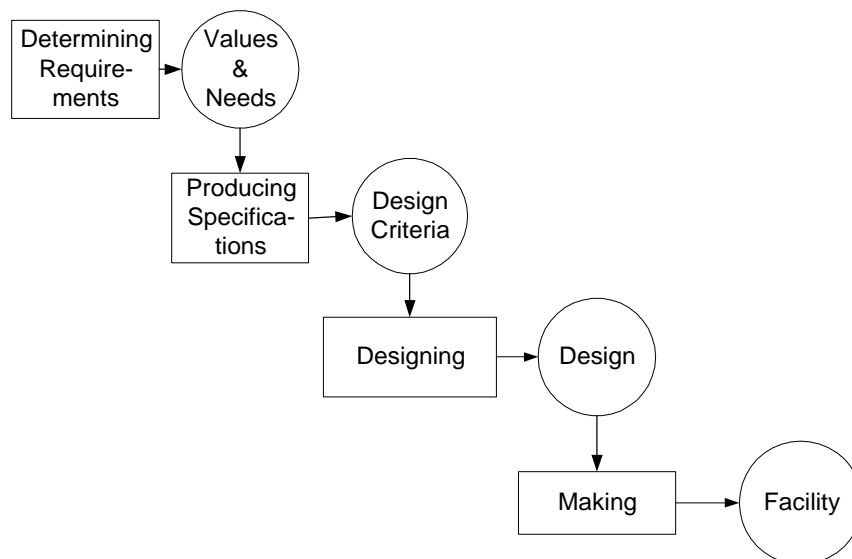 Determining
Require-
ments
Values
&
Needs
Producing
Specifica-
tions
Design
Criteria
Designing
Design
Making
Facility